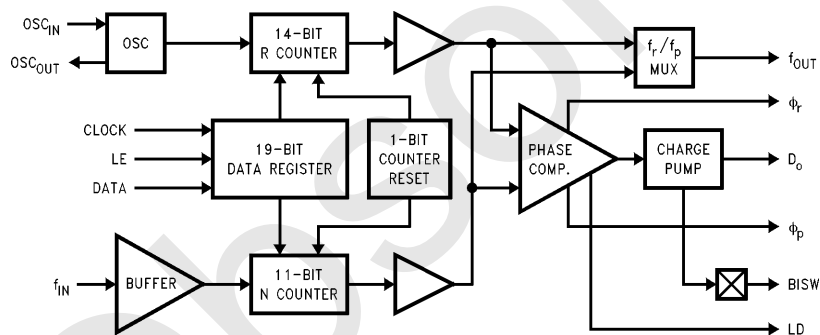 OSC_IN
OSC_OUT
OSC
14-BIT
R COUNTER
f_r/f_p
MUX
f_OUT
ϕ_r
CLOCK
LE
DATA
19-BIT
DATA REGISTER
1-BIT
COUNTER
RESET
PHASE
COMP.
CHARGE
PUMP
D_o
ϕ_p
f_IN
BUFFER
11-BIT
N COUNTER
BISW
LD